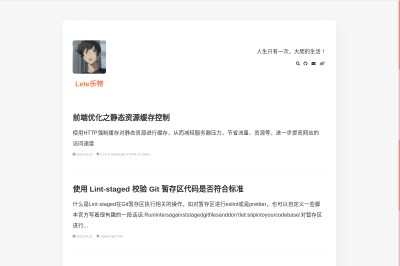 人生只有一次，大胆的生活！
Lete乐特
前端优化之静态资源缓存控制
使用HTTP强制缓存对静态资源进行缓存，从而减轻服务器压力，节省流量、资源等，进一步提高网站的
访问速度
使用 Lint-staged 校验 Git 暂存区代码是否符合标准
什么是Lint-staged在Git暂存区执行相关的操作，如对暂存区进行eslint或是prettier，也可以自定义一些脚
本官方写着很有趣的一段话语:Run linters against staged git files and don't let slip into your codebase! 对暂存区
进行...